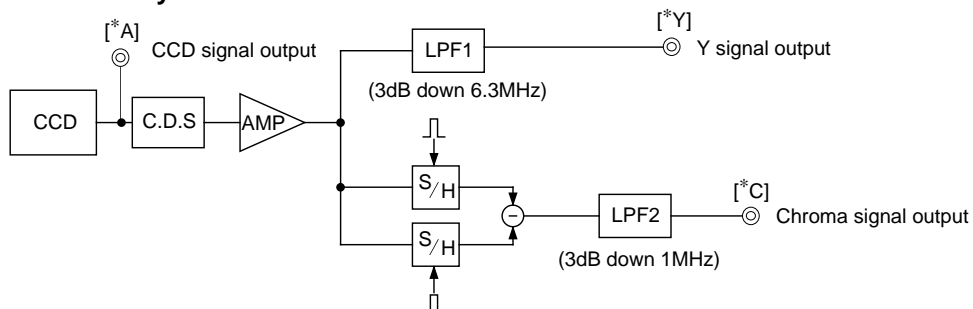 [*A]
CCD signal output
[*Y]
Y signal output
LPF1
(3dB down 6.3MHz)
CCD
C.D.S
AMP
S/H
S/H
−
LPF2
(3dB down 1MHz)
[*C]
Chroma signal output